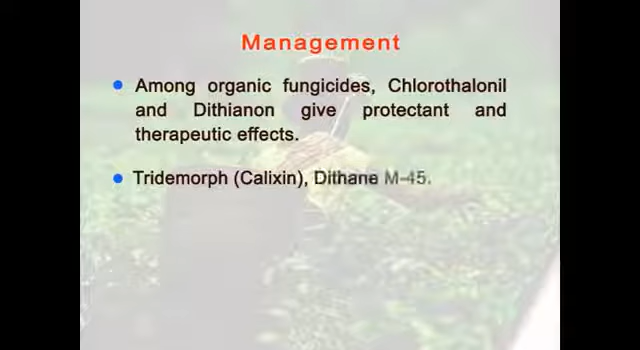 Management
Among organic fungicides, Chlorothalonil
and Dithianon give protectant and
therapeutic effects.
Tridemorph (Calixin), Dithane M-45.